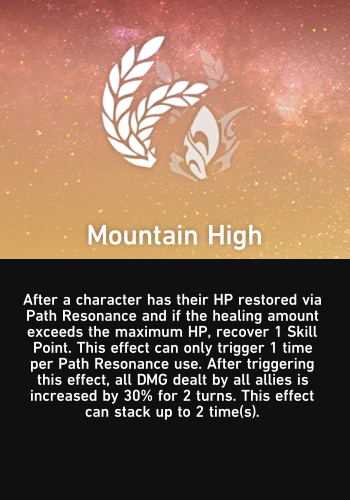 Mountain High
After a character has their HP restored via
Path Resonance and if the healing amount
exceeds the maximum HP, recover 1 Skill
Point. This effect can only trigger 1 time
per Path Resonance use. After triggering
this effect, all DMG dealt by all allies is
increased by 30% for 2 turns. This effect
can stack up to 2 time(s).